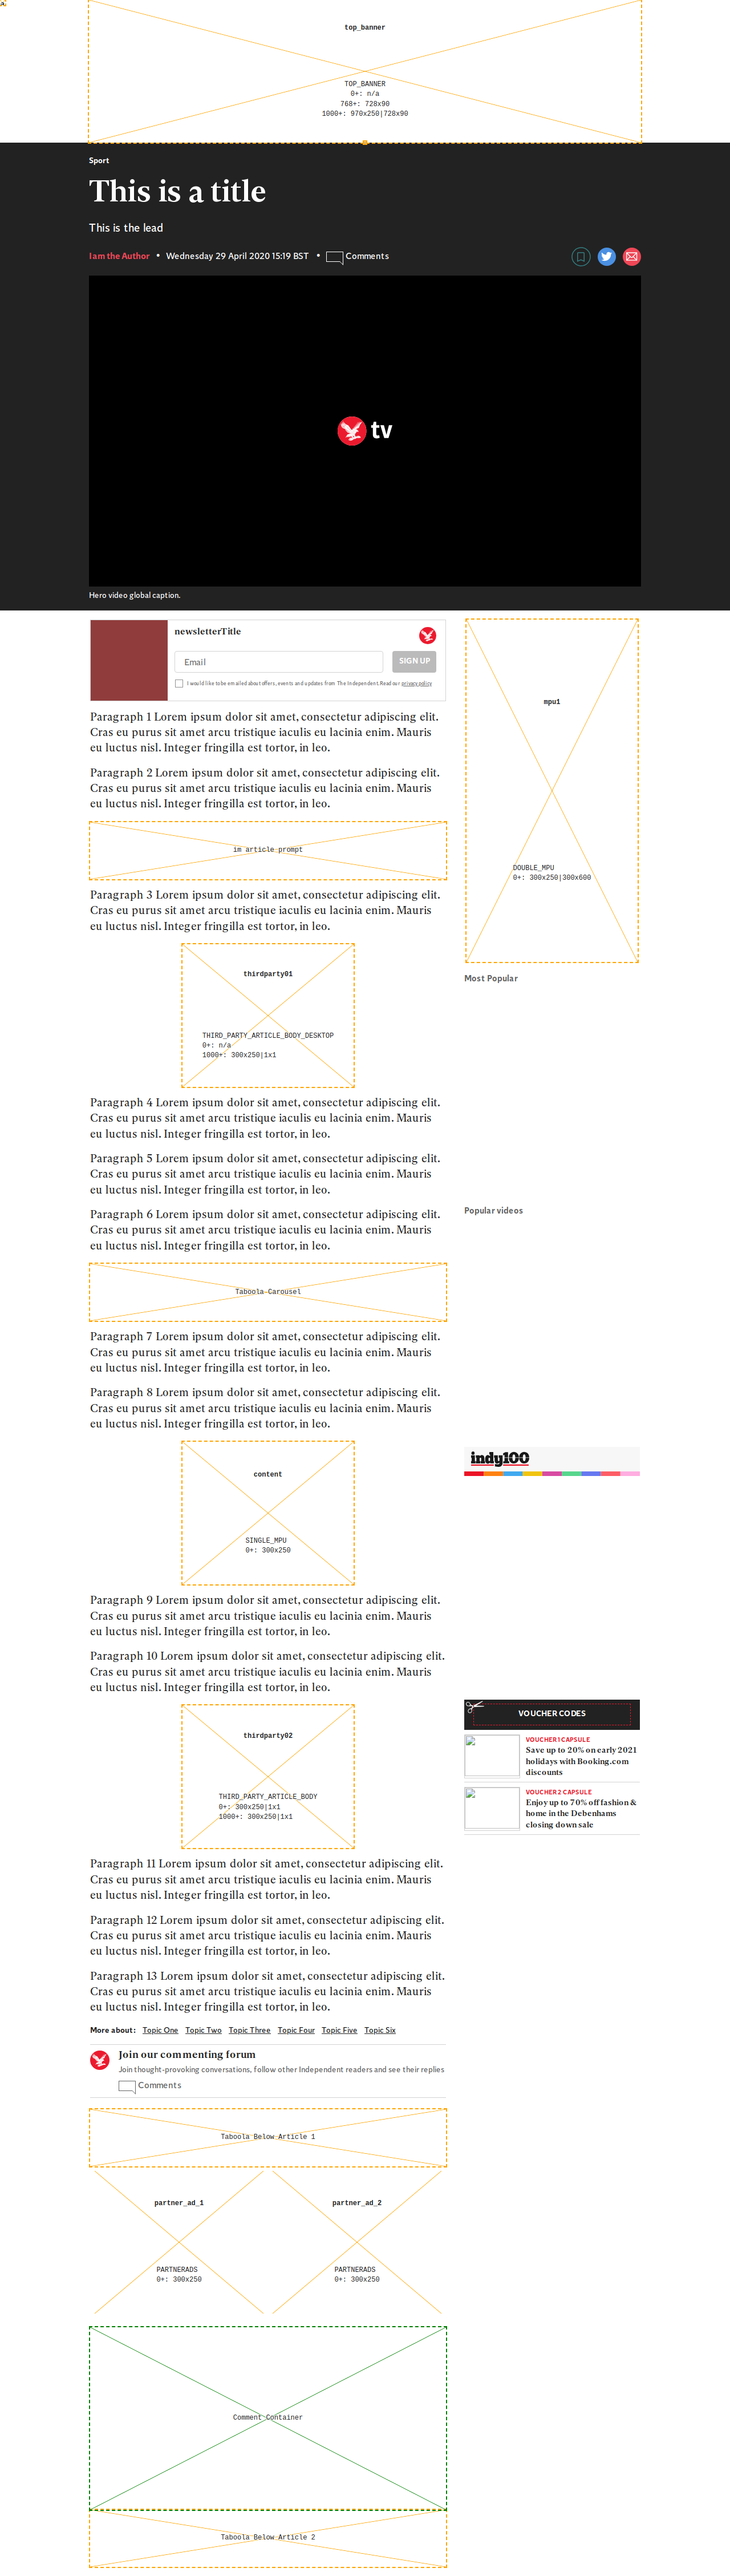 top_banner
TOP_BANNER
0+: n/a
768+: 728x90
1000+: 970x250|728x90
Sport
This is a title
This is the lead
I am the Author • Wednesday 29 April 2020 15:19 BST • Comments
tv
Hero video global caption.
newsletterTitle
Email
SIGN UP
I would like to be emailed about offers, events and updates from The Independent. Read our privacy policy
Paragraph 1 Lorem ipsum dolor sit amet, consectetur adipiscing elit.
Cras eu purus sit amet arcu tristique iaculis eu lacinia enim. Mauris
eu luctus nisl. Integer fringilla est tortor, in leo.
Paragraph 2 Lorem ipsum dolor sit amet, consectetur adipiscing elit.
Cras eu purus sit amet arcu tristique iaculis eu lacinia enim. Mauris
eu luctus nisl. Integer fringilla est tortor, in leo.
im article prompt
Paragraph 3 Lorem ipsum dolor sit amet, consectetur adipiscing elit.
Cras eu purus sit amet arcu tristique iaculis eu lacinia enim. Mauris
eu luctus nisl. Integer fringilla est tortor, in leo.
thirdparty01
THIRD_PARTY_ARTICLE_BODY_DESKTOP
0+: n/a
1000+: 300x250|1x1
Paragraph 4 Lorem ipsum dolor sit amet, consectetur adipiscing elit.
Cras eu purus sit amet arcu tristique iaculis eu lacinia enim. Mauris
eu luctus nisl. Integer fringilla est tortor, in leo.
Paragraph 5 Lorem ipsum dolor sit amet, consectetur adipiscing elit.
Cras eu purus sit amet arcu tristique iaculis eu lacinia enim. Mauris
eu luctus nisl. Integer fringilla est tortor, in leo.
Paragraph 6 Lorem ipsum dolor sit amet, consectetur adipiscing elit.
Cras eu purus sit amet arcu tristique iaculis eu lacinia enim. Mauris
eu luctus nisl. Integer fringilla est tortor, in leo.
Taboola Carousel
Paragraph 7 Lorem ipsum dolor sit amet, consectetur adipiscing elit.
Cras eu purus sit amet arcu tristique iaculis eu lacinia enim. Mauris
eu luctus nisl. Integer fringilla est tortor, in leo.
Paragraph 8 Lorem ipsum dolor sit amet, consectetur adipiscing elit.
Cras eu purus sit amet arcu tristique iaculis eu lacinia enim. Mauris
eu luctus nisl. Integer fringilla est tortor, in leo.
content
SINGLE_MPU
0+: 300x250
Paragraph 9 Lorem ipsum dolor sit amet, consectetur adipiscing elit.
Cras eu purus sit amet arcu tristique iaculis eu lacinia enim. Mauris
eu luctus nisl. Integer fringilla est tortor, in leo.
Paragraph 10 Lorem ipsum dolor sit amet, consectetur adipiscing elit.
Cras eu purus sit amet arcu tristique iaculis eu lacinia enim. Mauris
eu luctus nisl. Integer fringilla est tortor, in leo.
thirdparty02
THIRD_PARTY_ARTICLE_BODY
0+: 300x250|1x1
1000+: 300x250|1x1
Paragraph 11 Lorem ipsum dolor sit amet, consectetur adipiscing elit.
Cras eu purus sit amet arcu tristique iaculis eu lacinia enim. Mauris
eu luctus nisl. Integer fringilla est tortor, in leo.
Paragraph 12 Lorem ipsum dolor sit amet, consectetur adipiscing elit.
Cras eu purus sit amet arcu tristique iaculis eu lacinia enim. Mauris
eu luctus nisl. Integer fringilla est tortor, in leo.
Paragraph 13 Lorem ipsum dolor sit amet, consectetur adipiscing elit.
Cras eu purus sit amet arcu tristique iaculis eu lacinia enim. Mauris
eu luctus nisl. Integer fringilla est tortor, in leo.
More about: Topic One Topic Two Topic Three Topic Four Topic Five Topic Six
Join our commenting forum
Join thought-provoking conversations, follow other Independent readers and see their replies
Comments
Taboola Below Article 1
partner_ad_1
PARTNERADS
0+: 300x250
partner_ad_2
PARTNERADS
0+: 300x250
Comment Container
Taboola Below Article 2
mpu1
DOUBLE_MPU
0+: 300x250|300x600
Most Popular
Popular videos
indy100
VOUCHER CODES
VOUCHER 1 CAPSULE
Save up to 20% on early 2021
holidays with Booking.com
discounts
VOUCHER 2 CAPSULE
Enjoy up to 70% off fashion &
home in the Debenhams
closing down sale